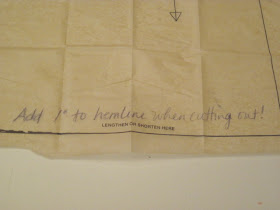 Add 1" to hemline when cutting out!
LENGTHEN OR SHORTEN HERE